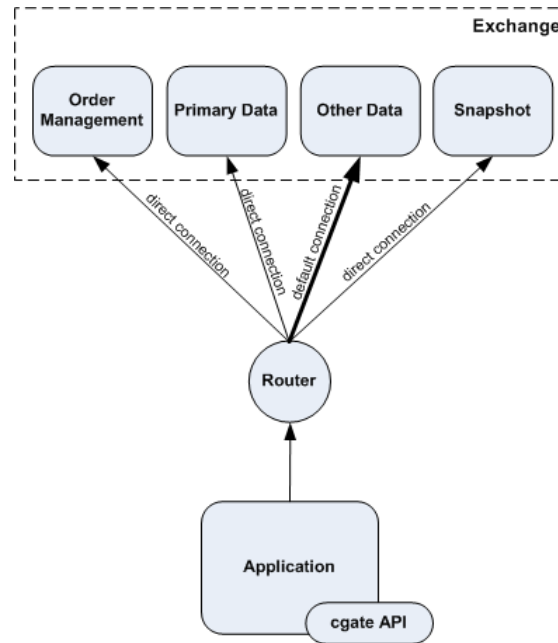 Exchange
Order
Management
Primary Data
Other Data
Snapshot
direct connection
direct connection
default connection
direct connection
Router
Application
cgate API